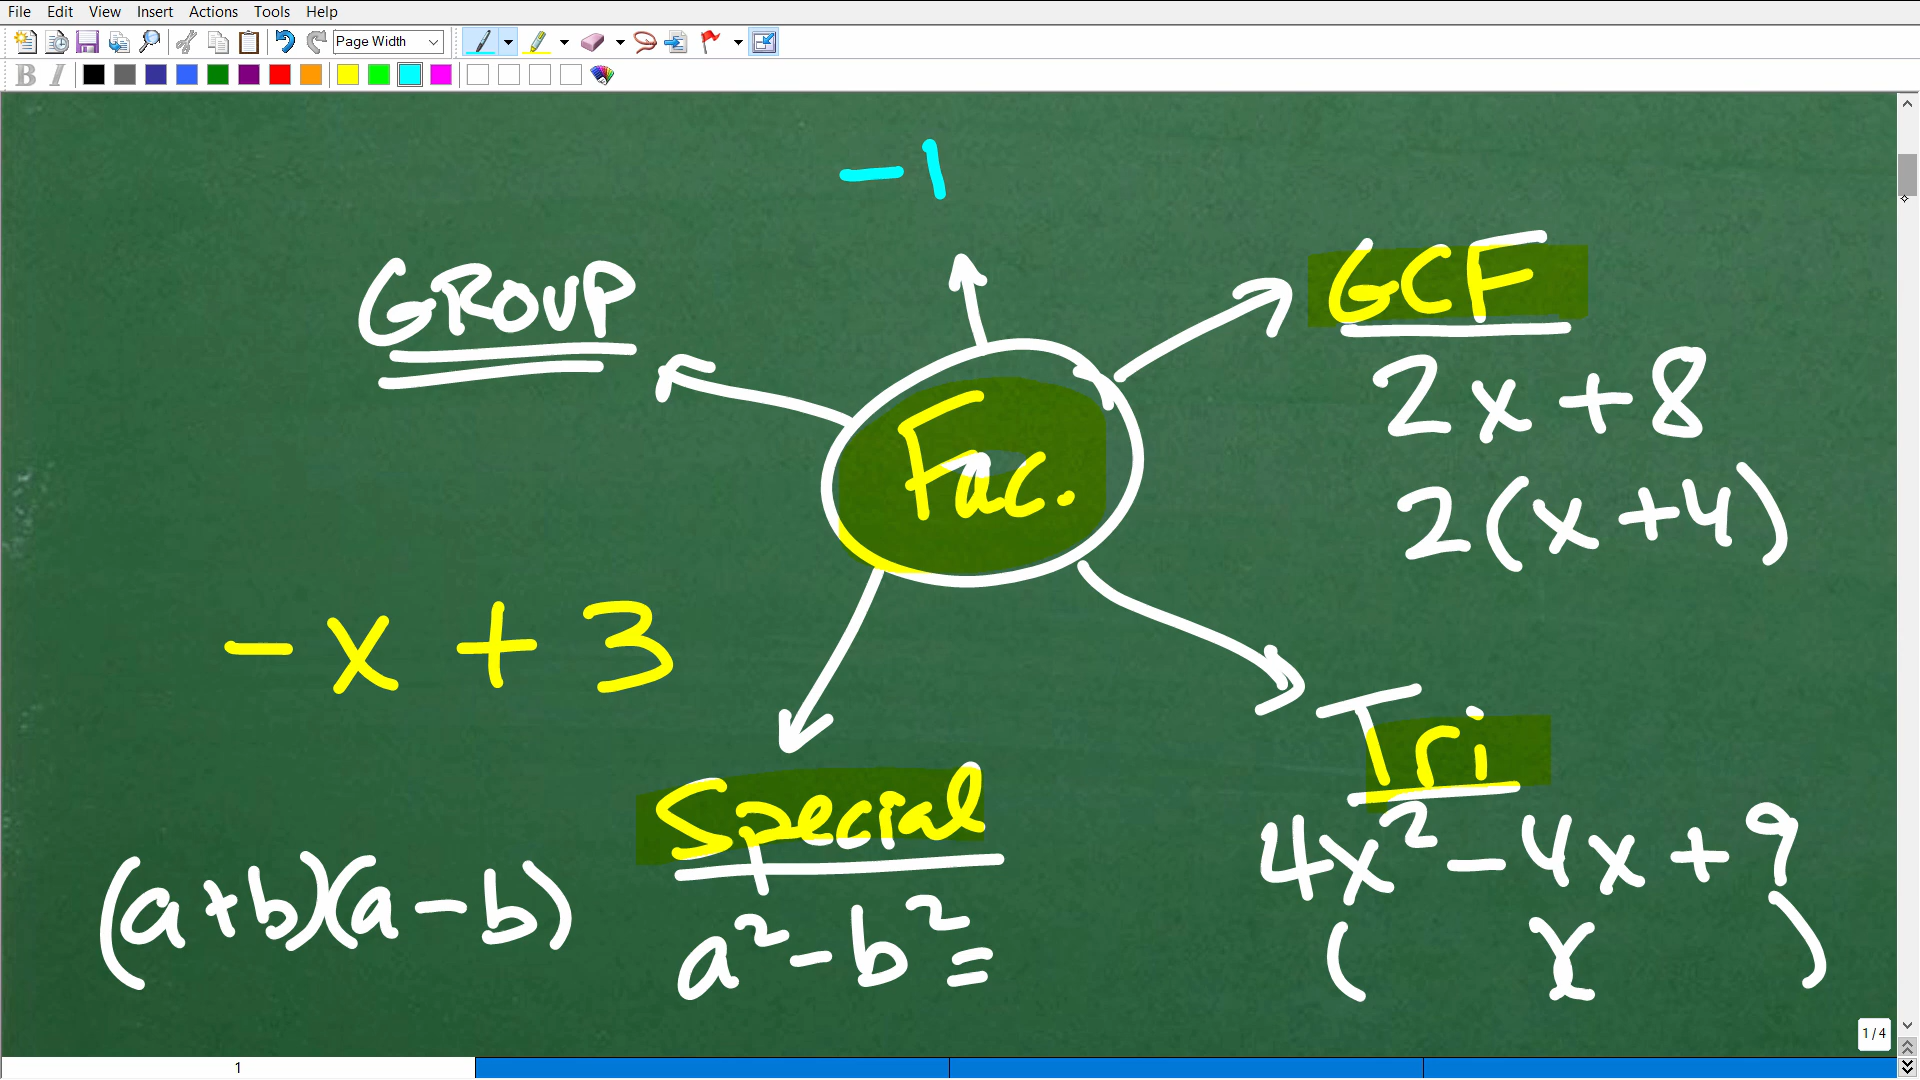 File Edit View Insert Actions Tools Help
Page Width
B I
-1
GROUP
GCF
2x+8
2(x+4)
Fac.
-x + 3
Special
a²-b²=
(a+b)(a-b)
Tri
4x²-4x+9
( )( )
1/4
1